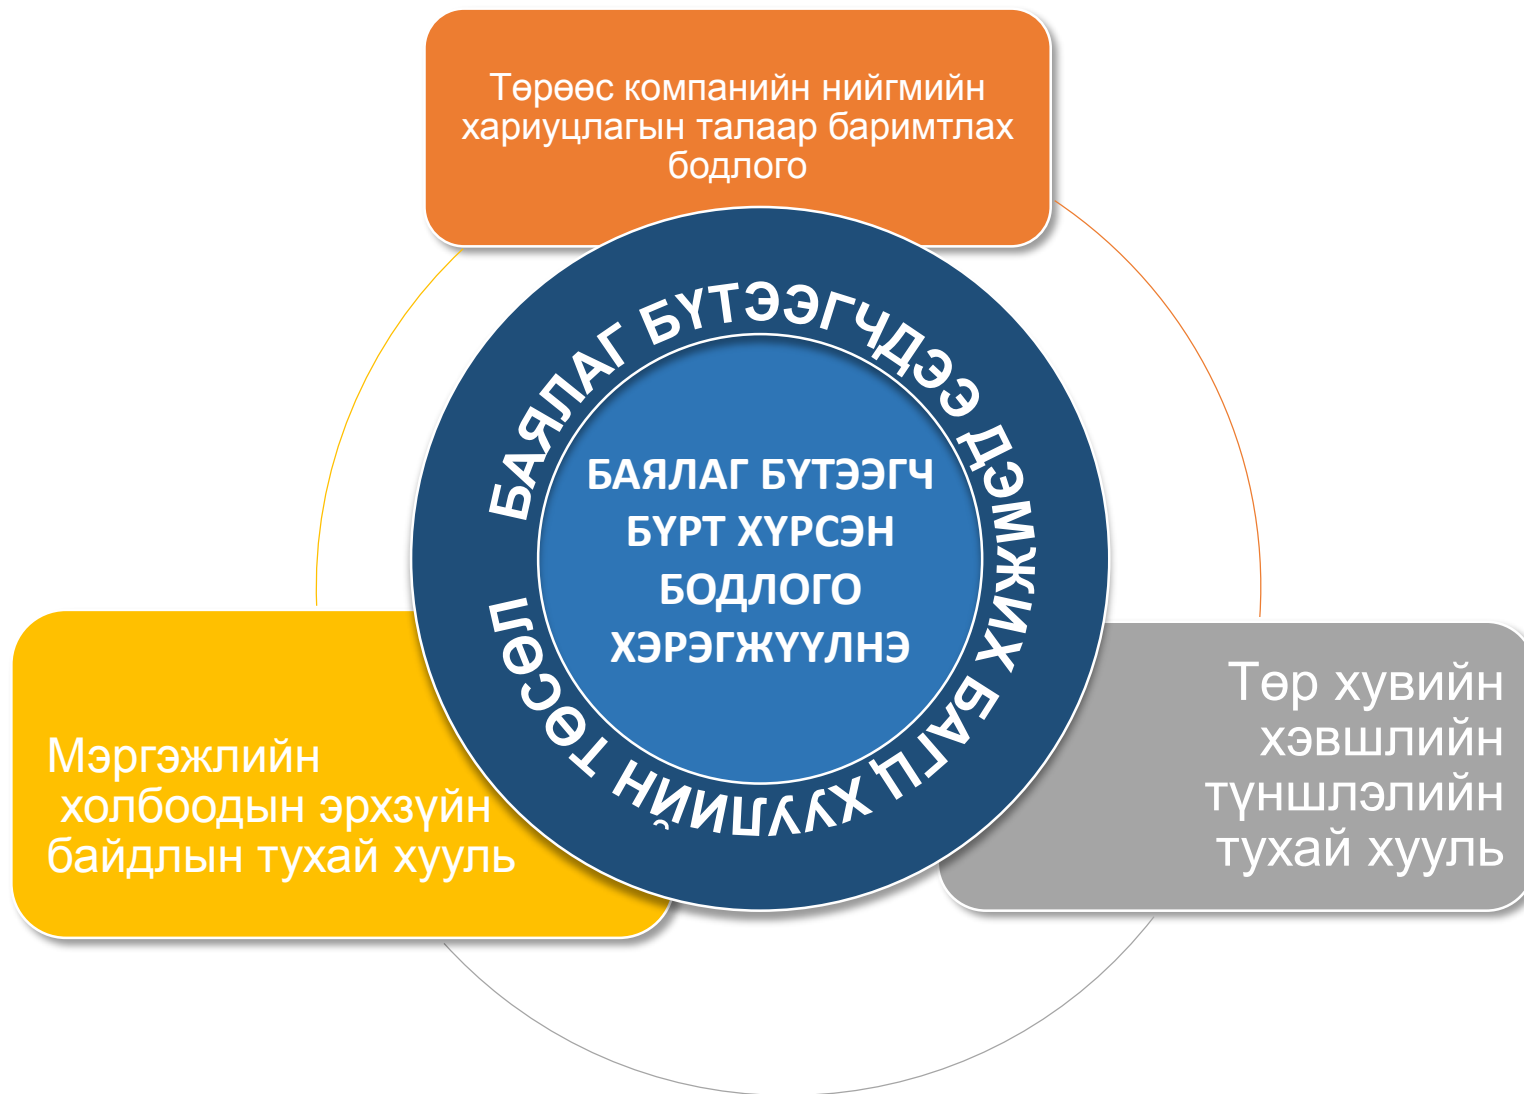 Төрөөс компанийн нийгмийн
хариуцлагын талаар баримтлах
бодлого
БАЯЛАГ БҮТЭЭГЧДЭЭ ДЭМЖИХ БАГЦ ХУУЛИЙН ТӨСӨЛ
БАЯЛАГ БҮТЭЭГЧ
БҮРТ ХҮРСЭН
БОДЛОГО
ХЭРЭГЖҮҮЛНЭ
Мэргэжлийн
холбоодын эрхзүйн
байдлын тухай хууль
Төр хувийн
хэвшлийн
түншлэлийн
тухай хууль